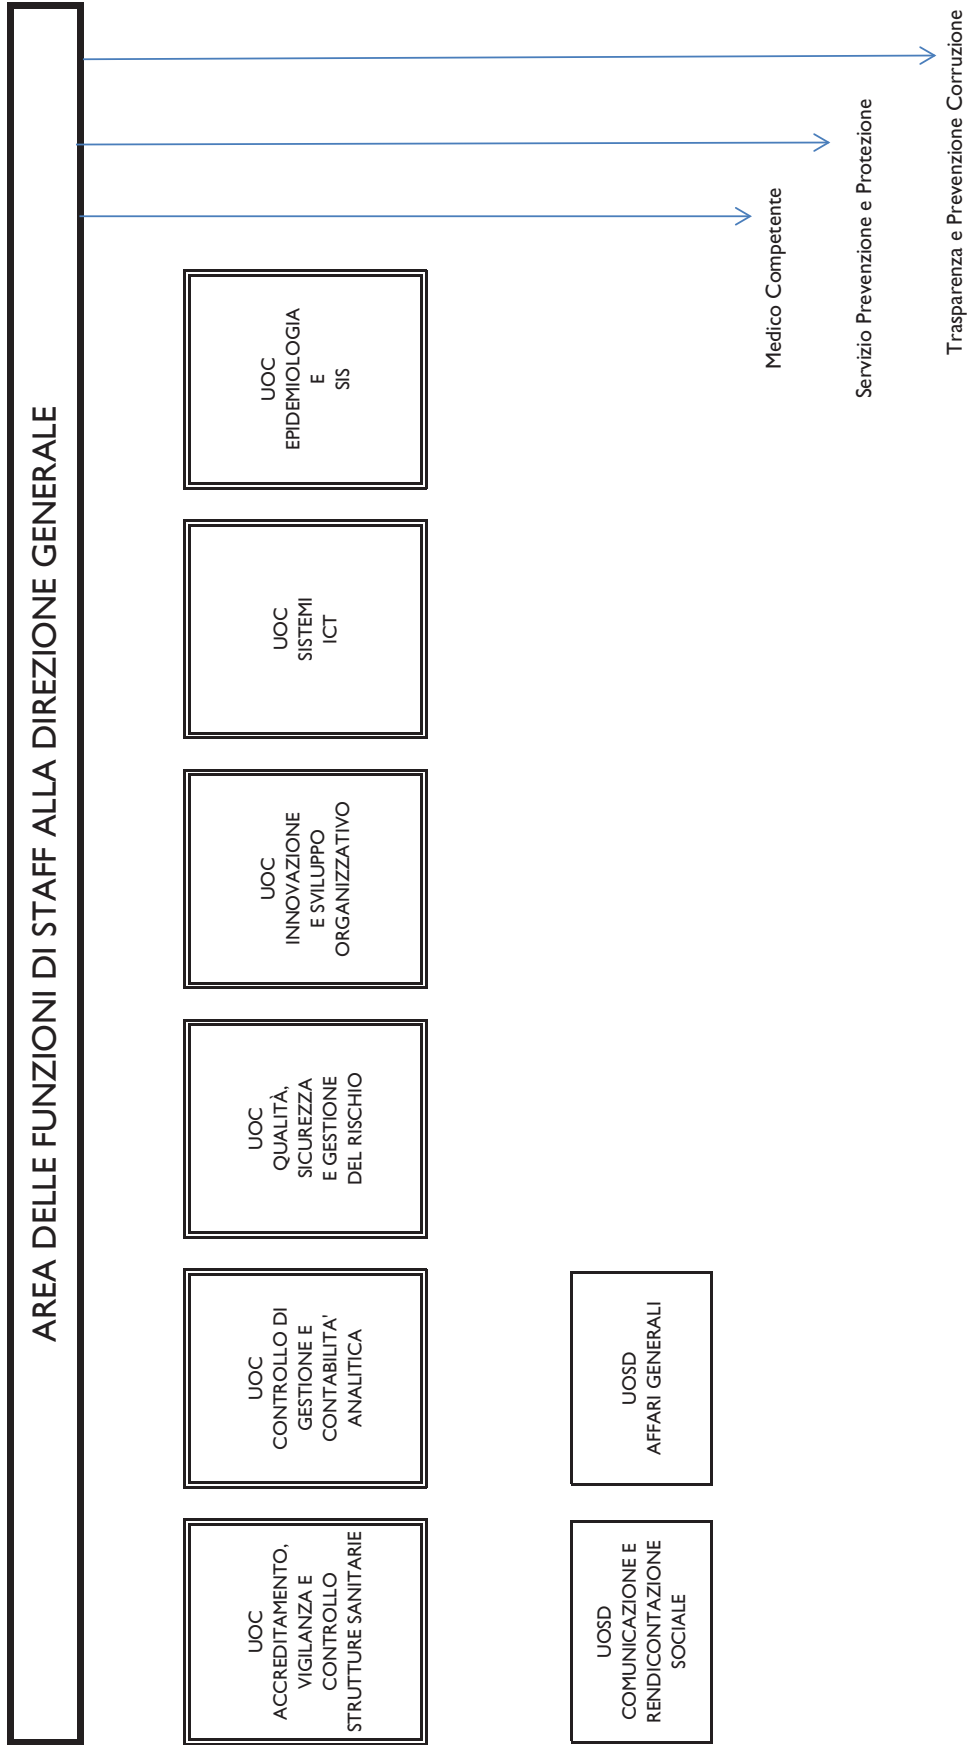 AREA DELLE FUNZIONI DI STAFF ALLA DIREZIONE GENERALE
UOC
ACCREDITAMENTO,
VIGILANZA E
CONTROLLO
STRUTTURE SANITARIE
UOC
CONTROLLO DI
GESTIONE E
CONTABILITA'
ANALITICA
UOC
QUALITÀ,
SICUREZZA
E GESTIONE
DEL RISCHIO
UOC
INNOVAZIONE
E SVILUPPO
ORGANIZZATIVO
UOC
SISTEMI
ICT
UOC
EPIDEMIOLOGIA
E
SIS
UOSD
COMUNICAZIONE E
RENDICONTAZIONE
SOCIALE
UOSD
AFFARI GENERALI
Medico Competente
Servizio Prevenzione e Protezione
Trasparenza e Prevenzione Corruzione